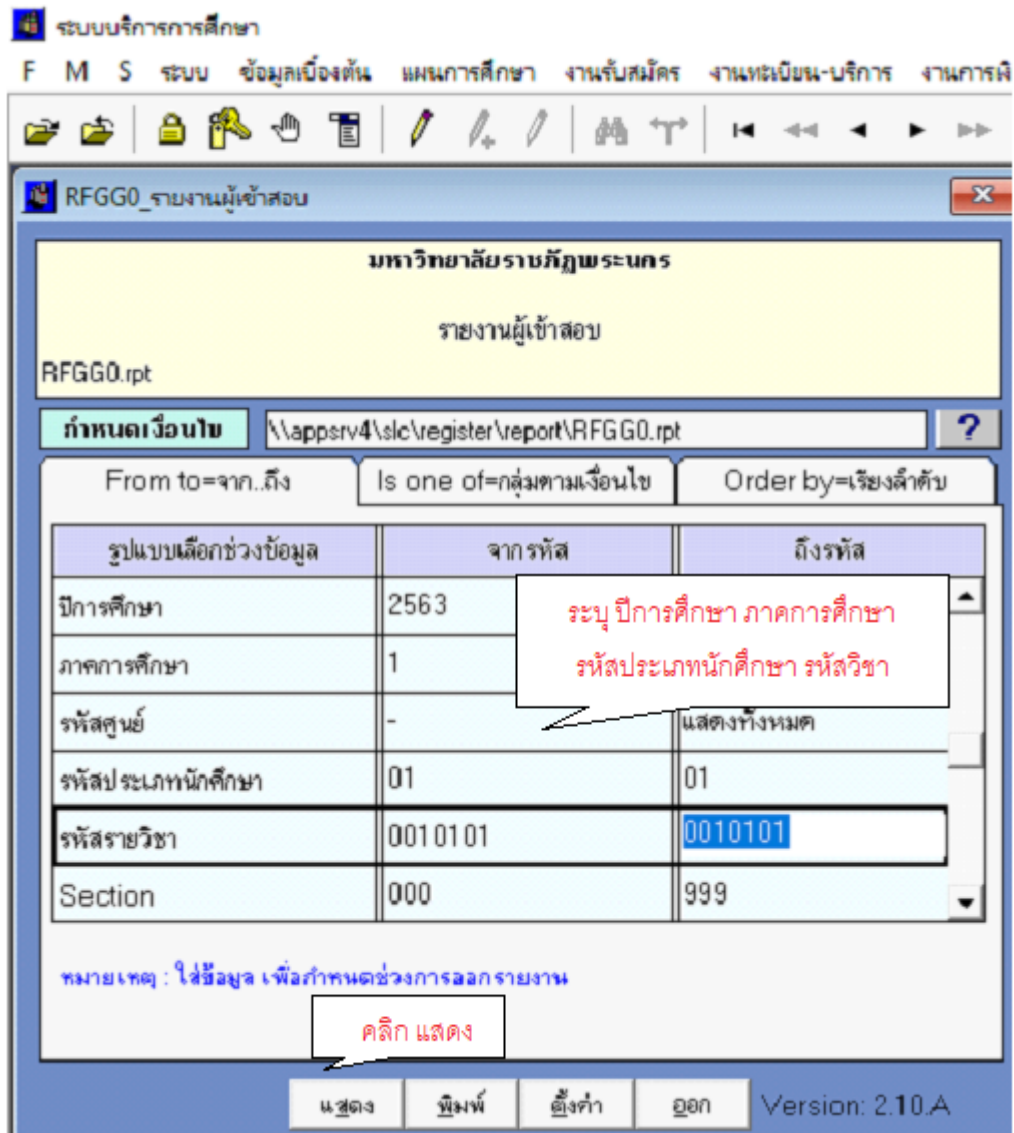 ระบบบริการการศึกษา
F M S ระบบ ข้อมูลเบื้องต้น แผนการศึกษา งานรับสมัคร งานทะเบียน-บริการ
RFGG0_รายงานผู้เข้าสอบ
มหาวิทยาลัยราชภัฏพระนคร
รายงานผู้เข้าสอบ
RFGG0.rpt
กำหนดเงื่อนไข \\appsrv4\slc\register\report\RFGG0.rpt ?
From to=จาก..ถึง Is one of=กลุ่มตามเงื่อนไข Order by=เรียงลำดับ
รูปแบบเลือกช่วงข้อมูล จากรหัส ถึงรหัส
ปีการศึกษา 2563
ภาคการศึกษา 1
ระบุ ปีการศึกษา ภาคการศึกษา
รหัสประเภทนักศึกษา รหัสวิชา
รหัสศูนย์ - แสดงทั้งหมด
รหัสประเภทนักศึกษา 01 01
รหัสรายวิชา 0010101 0010101
Section 000 999
หมายเหตุ : ใส่ข้อมูล เพื่อกำหนดช่วงการออกรายงาน
คลิก แสดง
แสดง พิมพ์ ตั้งค่า ออก Version: 2.10.A